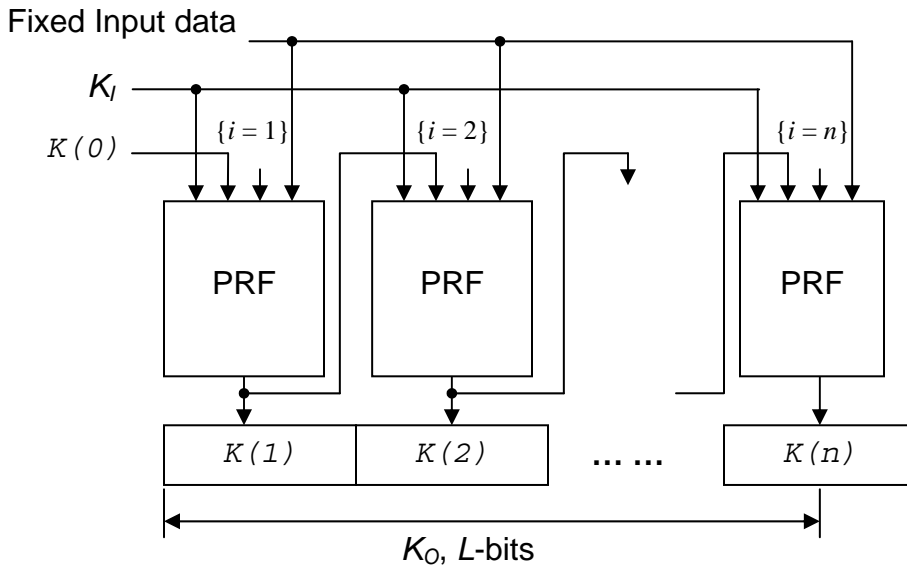 Fixed Input data
K_I
{i = 1} {i = 2} {i = n}
K(0)
PRF PRF PRF
K(1) K(2) ... ... K(n)
K_O, L-bits